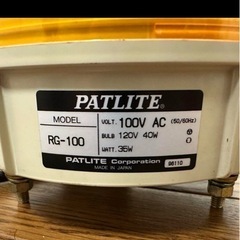 PATLITE
MODEL
RG-100
VOLT. 100V AC (50/60Hz)
BULB 120V 40W
WATT. 35W
PATLITE Corporation
MADE IN JAPAN
96110